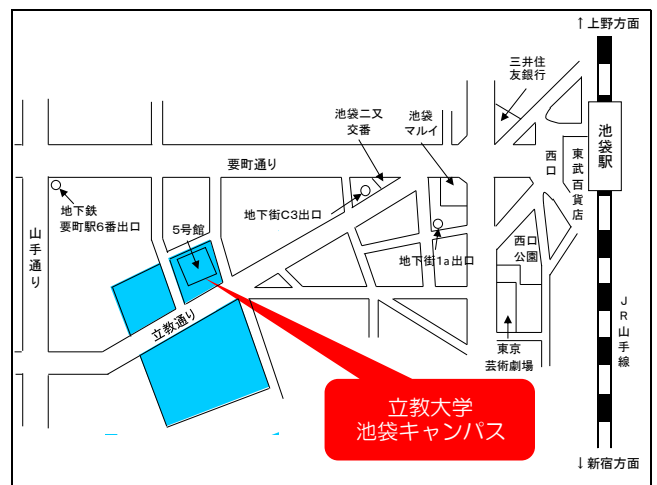 ↑上野方面
三井住
友銀行
池袋二又
交番
池袋
マルイ
池袋駅
西口
東武百貨店
要町通り
地下鉄
要町駅6番出口
地下街C3出口
山手通り
5号館
地下街1a出口
西口
公園
立教通り
JR山手線
東京
芸術劇場
立教大学
池袋キャンパス
↓新宿方面